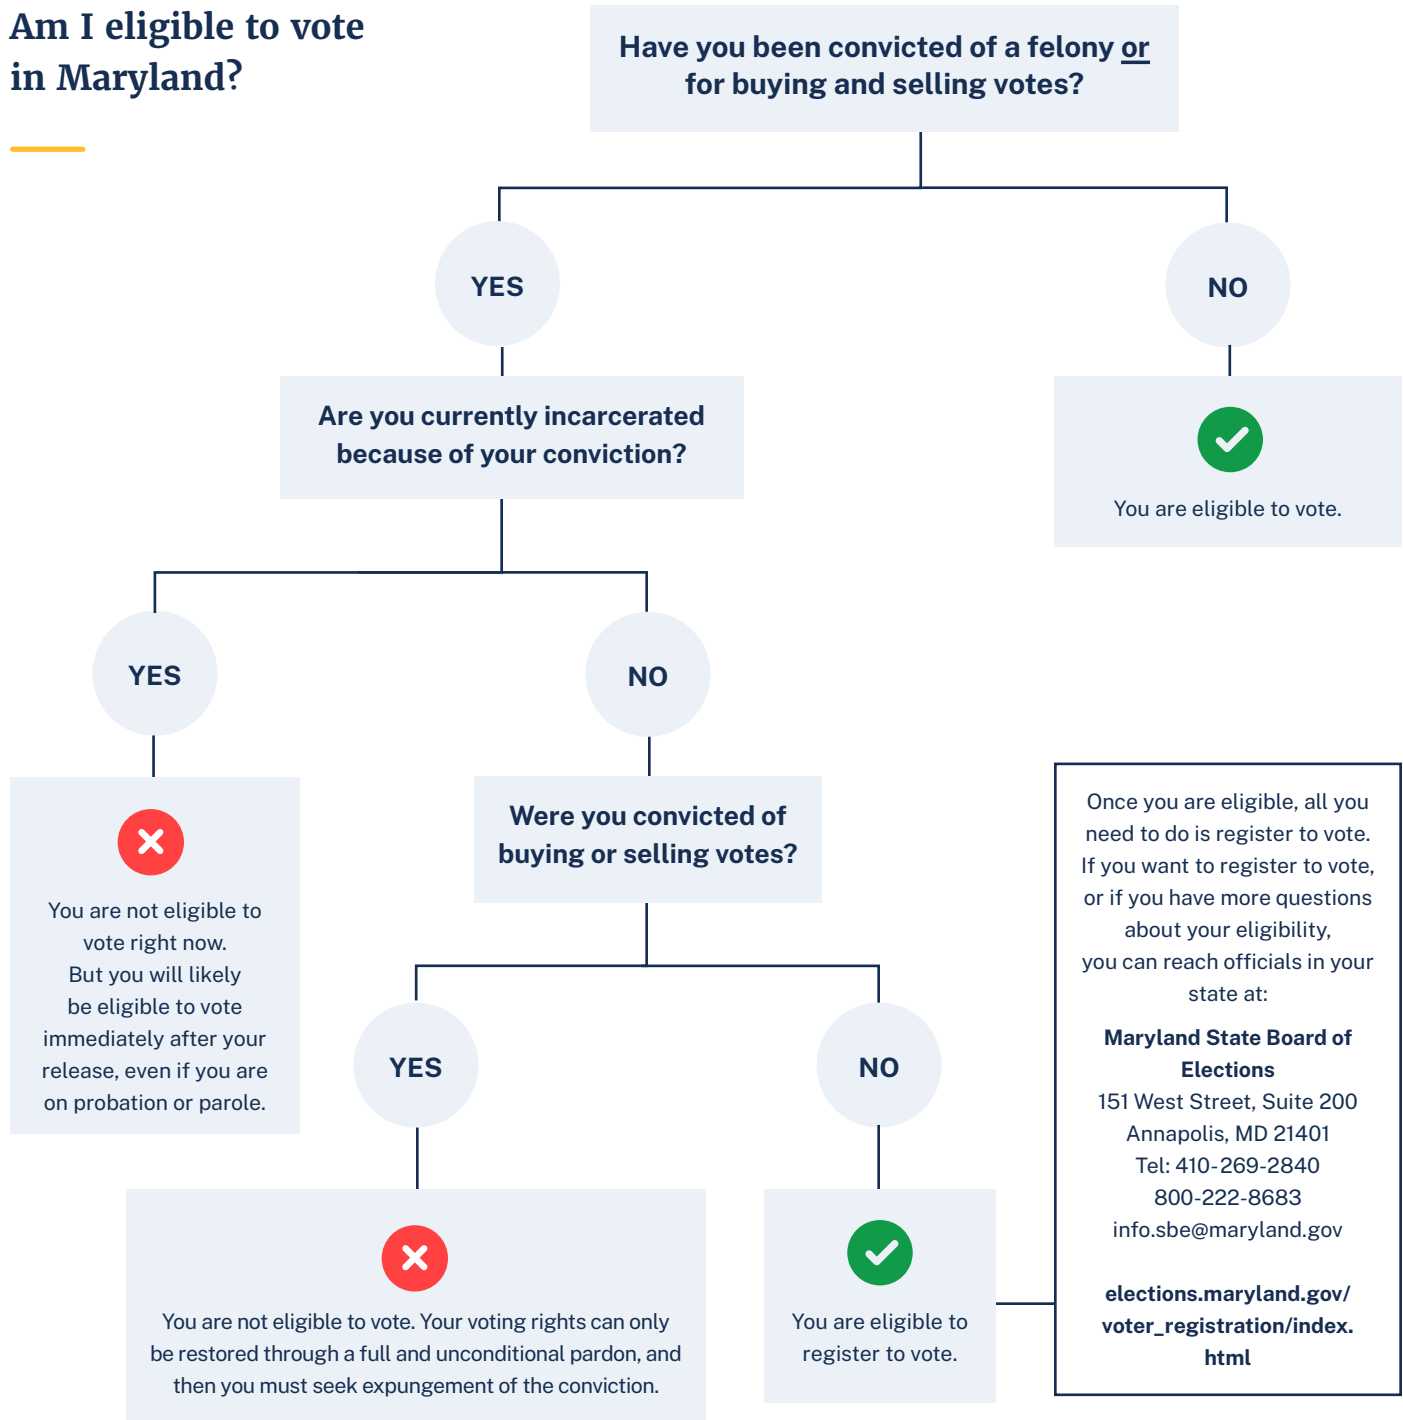 Am I eligible to vote
in Maryland?
Have you been convicted of a felony or
for buying and selling votes?
YES
NO
Are you currently incarcerated
because of your conviction?
You are eligible to vote.
YES
NO
You are not eligible to
vote right now.
But you will likely
be eligible to vote
immediately after your
release, even if you are
on probation or parole.
Were you convicted of
buying or selling votes?
YES
NO
You are not eligible to vote. Your voting rights can only
be restored through a full and unconditional pardon, and
then you must seek expungement of the conviction.
You are eligible to
register to vote.
Once you are eligible, all you
need to do is register to vote.
If you want to register to vote,
or if you have more questions
about your eligibility,
you can reach officials in your
state at:
Maryland State Board of
Elections
151 West Street, Suite 200
Annapolis, MD 21401
Tel: 410-269-2840
800-222-8683
info.sbe@maryland.gov
elections.maryland.gov/
voter_registration/index.
html